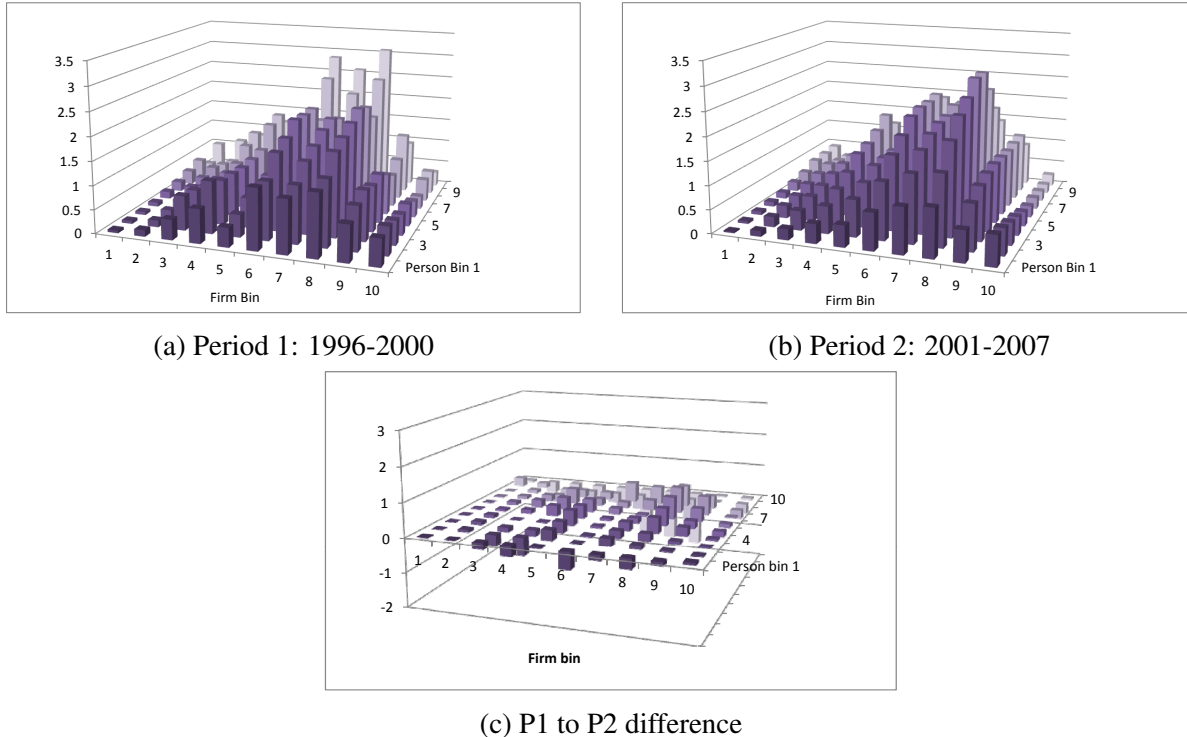 3.5
3
2.5
2
1.5
1
0.5
0
1 2 3 4 5 6 7 8 9 10
Firm Bin
Person Bin 1
3
5
7
9
(a) Period 1: 1996-2000
3.5
3
2.5
2
1.5
1
0.5
0
1 2 3 4 5 6 7 8 9 10
Firm Bin
Person Bin 1
3
5
7
9
(b) Period 2: 2001-2007
3
2
1
0
-1
-2
1 2 3 4 5 6 7 8 9 10
Firm bin
Person bin 1
4
7
10
(c) P1 to P2 difference